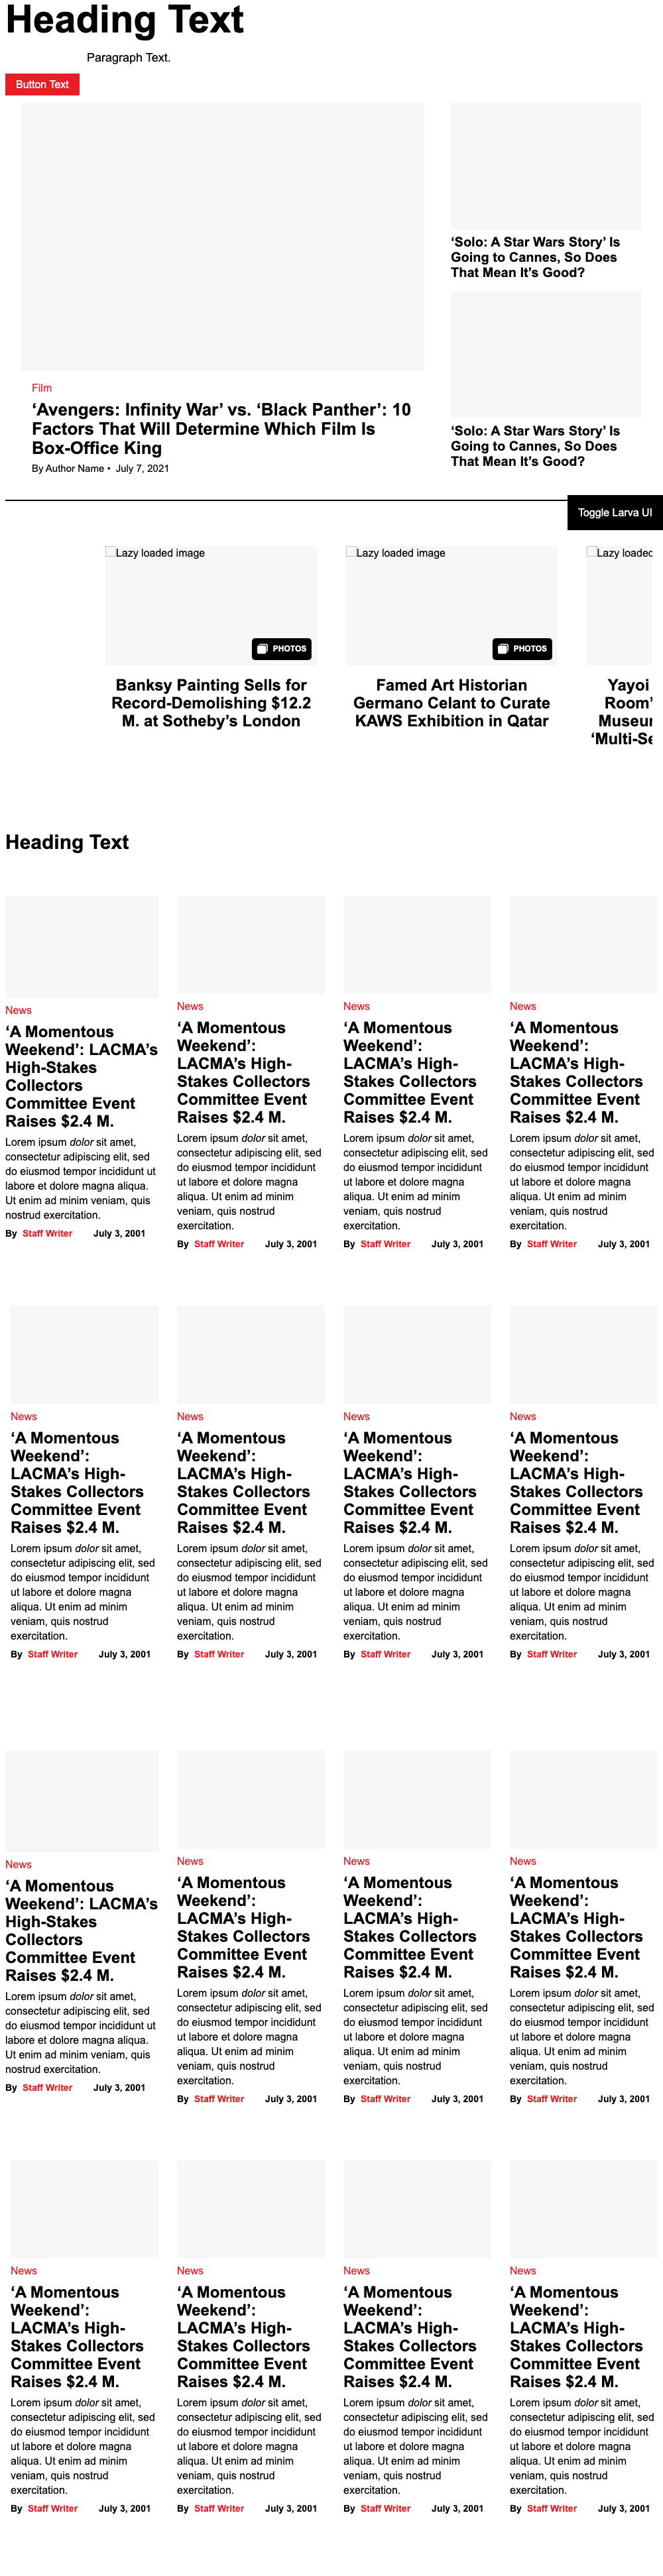 Heading Text
Paragraph Text.
Button Text
Film
‘Avengers: Infinity War’ vs. ‘Black Panther’: 10
Factors That Will Determine Which Film Is
Box-Office King
By Author Name • July 7, 2021
‘Solo: A Star Wars Story’ Is
Going to Cannes, So Does
That Mean It’s Good?
‘Solo: A Star Wars Story’ Is
Going to Cannes, So Does
That Mean It’s Good?
Toggle Larva UI
Lazy loaded image
PHOTOS
Banksy Painting Sells for
Record-Demolishing $12.2
M. at Sotheby’s London
Lazy loaded image
PHOTOS
Famed Art Historian
Germano Celant to Curate
KAWS Exhibition in Qatar
Lazy loaded
Yayoi
Room’
Museum
‘Multi-Se
Heading Text
News
‘A Momentous
Weekend’: LACMA’s
High-Stakes
Collectors
Committee Event
Raises $2.4 M.
Lorem ipsum dolor sit amet,
consectetur adipiscing elit, sed
do eiusmod tempor incididunt ut
labore et dolore magna aliqua.
Ut enim ad minim veniam, quis
nostrud exercitation.
By Staff Writer July 3, 2001
News
‘A Momentous
Weekend’:
LACMA’s High-
Stakes Collectors
Committee Event
Raises $2.4 M.
Lorem ipsum dolor sit amet,
consectetur adipiscing elit, sed
do eiusmod tempor incididunt
ut labore et dolore magna
aliqua. Ut enim ad minim
veniam, quis nostrud
exercitation.
By Staff Writer July 3, 2001
News
‘A Momentous
Weekend’:
LACMA’s High-
Stakes Collectors
Committee Event
Raises $2.4 M.
Lorem ipsum dolor sit amet,
consectetur adipiscing elit, sed
do eiusmod tempor incididunt
ut labore et dolore magna
aliqua. Ut enim ad minim
veniam, quis nostrud
exercitation.
By Staff Writer July 3, 2001
News
‘A Momentous
Weekend’:
LACMA’s High-
Stakes Collectors
Committee Event
Raises $2.4 M.
Lorem ipsum dolor sit amet,
consectetur adipiscing elit, sed
do eiusmod tempor incididunt
ut labore et dolore magna
aliqua. Ut enim ad minim
veniam, quis nostrud
exercitation.
By Staff Writer July 3, 2001
News
‘A Momentous
Weekend’:
LACMA’s High-
Stakes Collectors
Committee Event
Raises $2.4 M.
Lorem ipsum dolor sit amet,
consectetur adipiscing elit, sed
do eiusmod tempor incididunt
ut labore et dolore magna
aliqua. Ut enim ad minim
veniam, quis nostrud
exercitation.
By Staff Writer July 3, 2001
News
‘A Momentous
Weekend’:
LACMA’s High-
Stakes Collectors
Committee Event
Raises $2.4 M.
Lorem ipsum dolor sit amet,
consectetur adipiscing elit, sed
do eiusmod tempor incididunt
ut labore et dolore magna
aliqua. Ut enim ad minim
veniam, quis nostrud
exercitation.
By Staff Writer July 3, 2001
News
‘A Momentous
Weekend’:
LACMA’s High-
Stakes Collectors
Committee Event
Raises $2.4 M.
Lorem ipsum dolor sit amet,
consectetur adipiscing elit, sed
do eiusmod tempor incididunt
ut labore et dolore magna
aliqua. Ut enim ad minim
veniam, quis nostrud
exercitation.
By Staff Writer July 3, 2001
News
‘A Momentous
Weekend’:
LACMA’s High-
Stakes Collectors
Committee Event
Raises $2.4 M.
Lorem ipsum dolor sit amet,
consectetur adipiscing elit, sed
do eiusmod tempor incididunt
ut labore et dolore magna
aliqua. Ut enim ad minim
veniam, quis nostrud
exercitation.
By Staff Writer July 3, 2001
News
‘A Momentous
Weekend’: LACMA’s
High-Stakes
Collectors
Committee Event
Raises $2.4 M.
Lorem ipsum dolor sit amet,
consectetur adipiscing elit, sed
do eiusmod tempor incididunt ut
labore et dolore magna aliqua.
Ut enim ad minim veniam, quis
nostrud exercitation.
By Staff Writer July 3, 2001
News
‘A Momentous
Weekend’:
LACMA’s High-
Stakes Collectors
Committee Event
Raises $2.4 M.
Lorem ipsum dolor sit amet,
consectetur adipiscing elit, sed
do eiusmod tempor incididunt
ut labore et dolore magna
aliqua. Ut enim ad minim
veniam, quis nostrud
exercitation.
By Staff Writer July 3, 2001
News
‘A Momentous
Weekend’:
LACMA’s High-
Stakes Collectors
Committee Event
Raises $2.4 M.
Lorem ipsum dolor sit amet,
consectetur adipiscing elit, sed
do eiusmod tempor incididunt
ut labore et dolore magna
aliqua. Ut enim ad minim
veniam, quis nostrud
exercitation.
By Staff Writer July 3, 2001
News
‘A Momentous
Weekend’:
LACMA’s High-
Stakes Collectors
Committee Event
Raises $2.4 M.
Lorem ipsum dolor sit amet,
consectetur adipiscing elit, sed
do eiusmod tempor incididunt
ut labore et dolore magna
aliqua. Ut enim ad minim
veniam, quis nostrud
exercitation.
By Staff Writer July 3, 2001
News
‘A Momentous
Weekend’:
LACMA’s High-
Stakes Collectors
Committee Event
Raises $2.4 M.
Lorem ipsum dolor sit amet,
consectetur adipiscing elit, sed
do eiusmod tempor incididunt
ut labore et dolore magna
aliqua. Ut enim ad minim
veniam, quis nostrud
exercitation.
By Staff Writer July 3, 2001
News
‘A Momentous
Weekend’:
LACMA’s High-
Stakes Collectors
Committee Event
Raises $2.4 M.
Lorem ipsum dolor sit amet,
consectetur adipiscing elit, sed
do eiusmod tempor incididunt
ut labore et dolore magna
aliqua. Ut enim ad minim
veniam, quis nostrud
exercitation.
By Staff Writer July 3, 2001
News
‘A Momentous
Weekend’:
LACMA’s High-
Stakes Collectors
Committee Event
Raises $2.4 M.
Lorem ipsum dolor sit amet,
consectetur adipiscing elit, sed
do eiusmod tempor incididunt
ut labore et dolore magna
aliqua. Ut enim ad minim
veniam, quis nostrud
exercitation.
By Staff Writer July 3, 2001
News
‘A Momentous
Weekend’:
LACMA’s High-
Stakes Collectors
Committee Event
Raises $2.4 M.
Lorem ipsum dolor sit amet,
consectetur adipiscing elit, sed
do eiusmod tempor incididunt
ut labore et dolore magna
aliqua. Ut enim ad minim
veniam, quis nostrud
exercitation.
By Staff Writer July 3, 2001